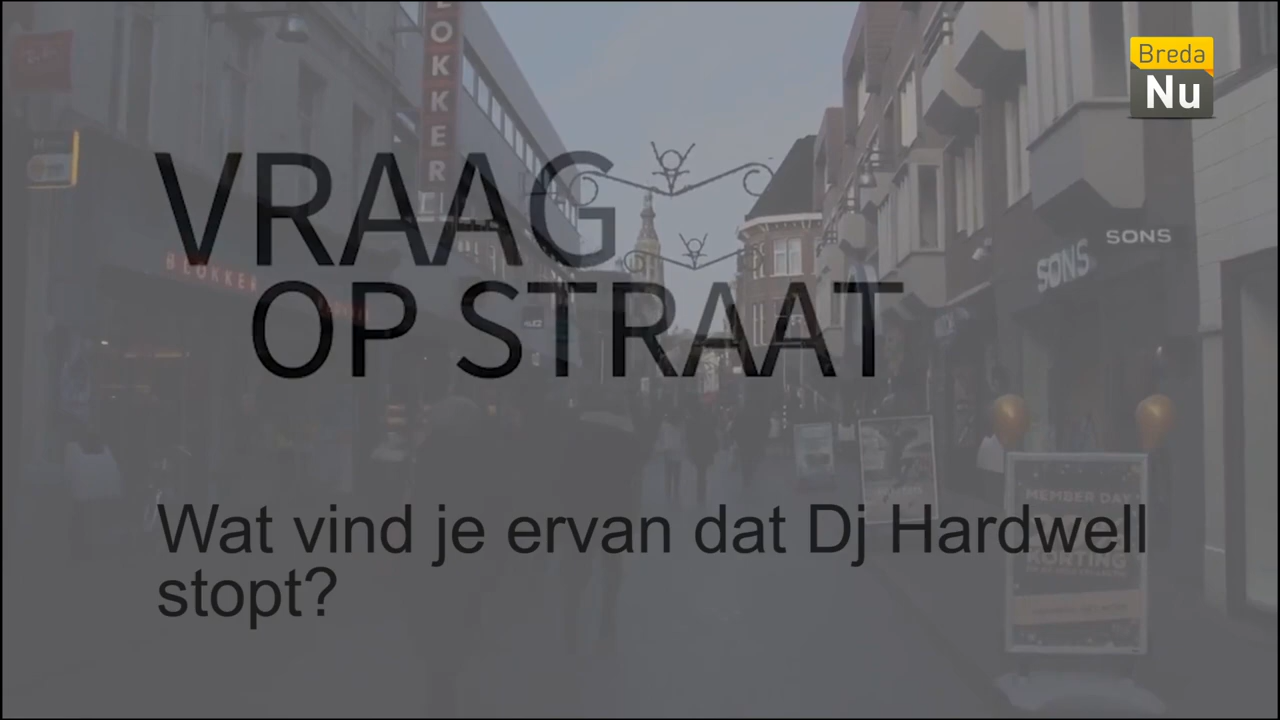 BLOKKER
Breda
Nu
VRAAG
OP STRAAT
SONS
SONS
BLOKKER
MEMBER DAY
KORTING
Wat vind je ervan dat Dj Hardwell
stopt?